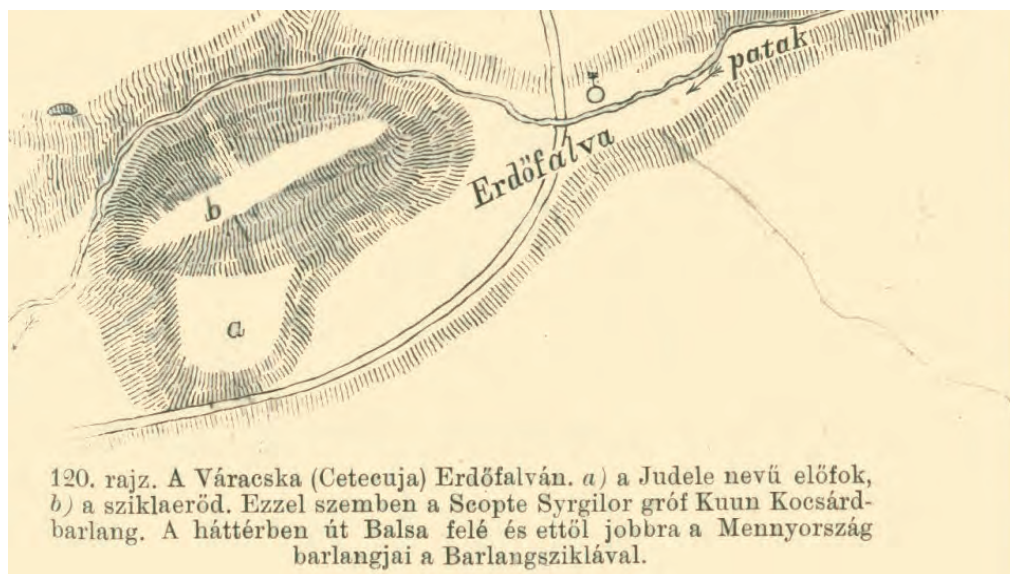 patak
Erdőfalva
b
a
120. rajz. A Váracska (Cetecuja) Erdőfalván. a) a Judele nevű előfok,
b) a sziklaerőd. Ezzel szemben a Scopte Syrgilor gróf Kuun Kocsárd-
barlang. A háttérben út Balsa felé és ettől jobbra a Mennyország
barlangjai a Barlangsziklával.